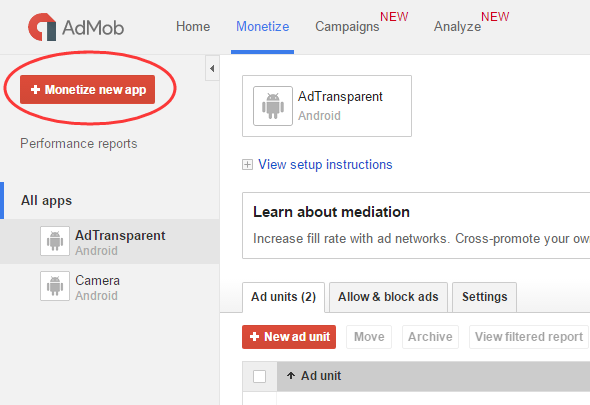 AdMob
Home
Monetize
Campaigns
NEW
Analyze
NEW
+ Monetize new app
Performance reports
All apps
AdTransparent
Android
Camera
Android
AdTransparent
Android
View setup instructions
Learn about mediation
Increase fill rate with ad networks. Cross-promote your ow
Ad units (2)
Allow & block ads
Settings
+ New ad unit
Move
Archive
View filtered report
Ad unit